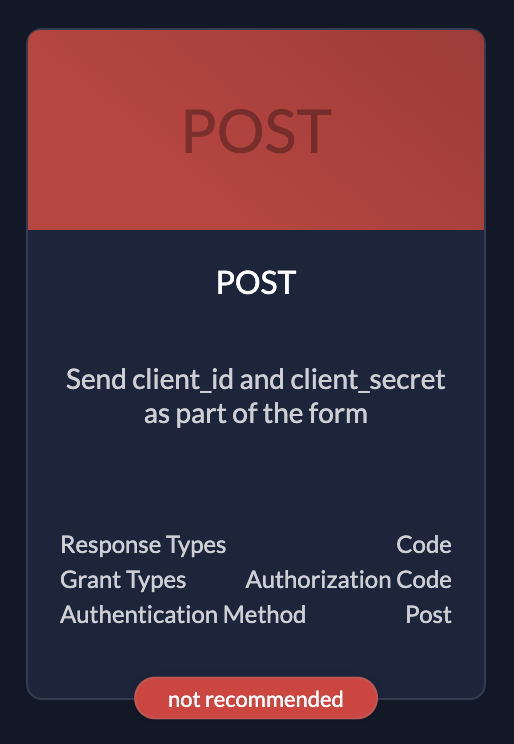 POST
POST
Send client_id and client_secret
as part of the form
Response Types Code
Grant Types Authorization Code
Authentication Method Post
not recommended